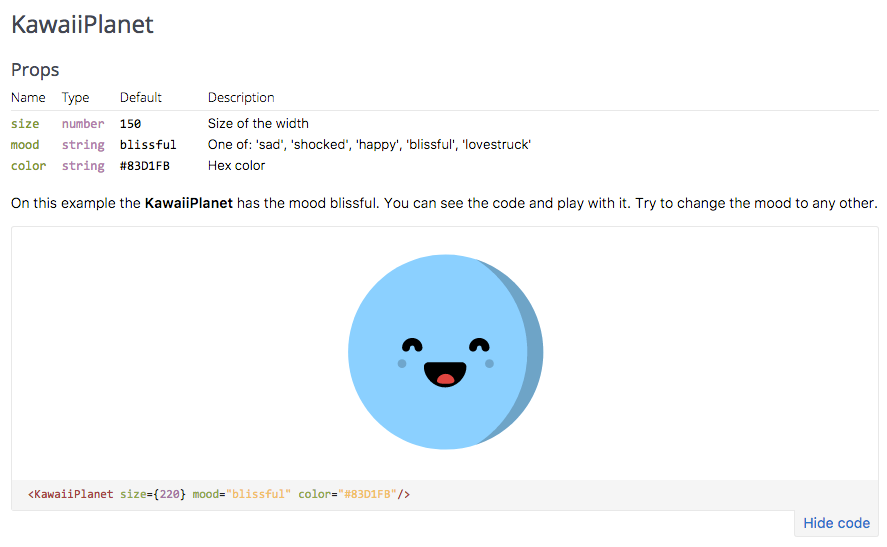 KawaiiPlanet
Props
Name Type Default Description
size number 150 Size of the width
mood string blissful One of: 'sad', 'shocked', 'happy', 'blissful', 'lovestruck'
color string #83D1FB Hex color
On this example the KawaiiPlanet has the mood blissful. You can see the code and play with it. Try to change the mood to any other.
<KawaiiPlanet size={220} mood="blissful" color="#83D1FB"/>
Hide code